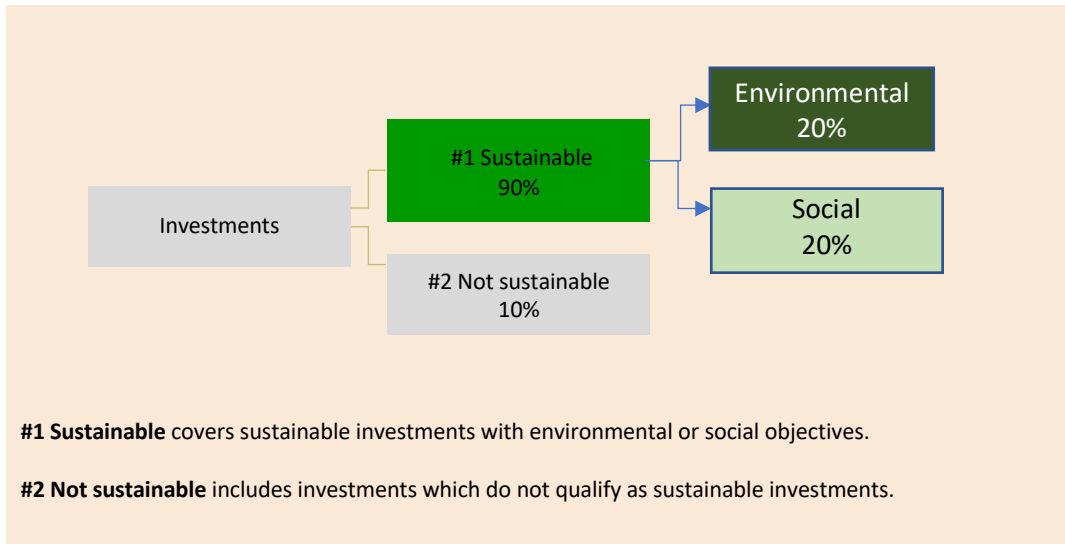 Investments
#1 Sustainable
90%
#2 Not sustainable
10%
Environmental
20%
Social
20%
#1 Sustainable covers sustainable investments with environmental or social objectives.
#2 Not sustainable includes investments which do not qualify as sustainable investments.